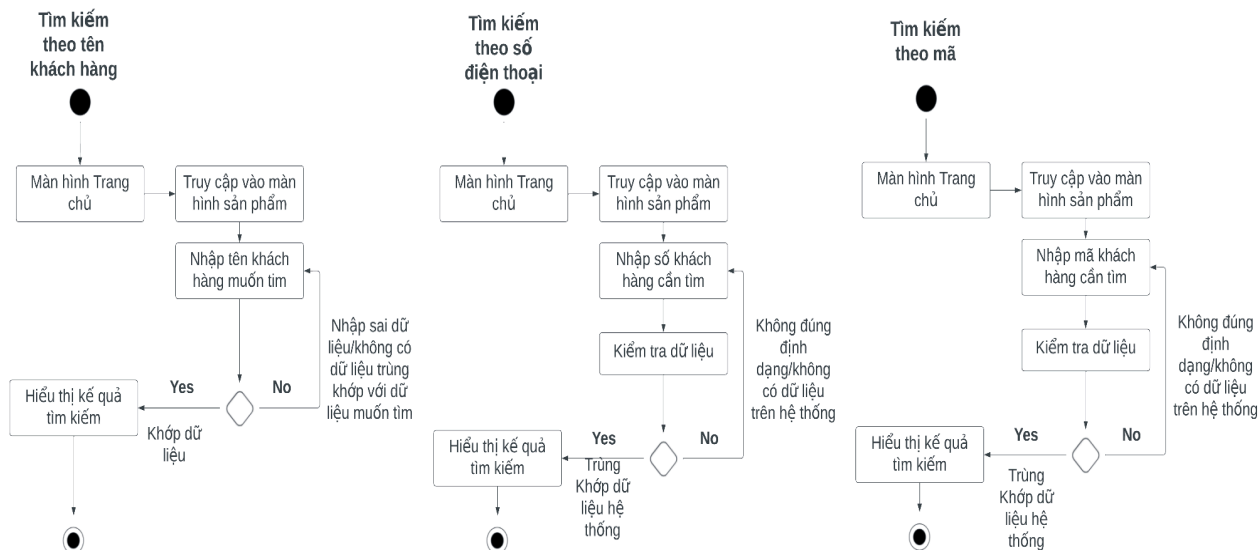 Tìm kiếm
theo tên
khách hàng
Màn hình Trang
chủ
Truy cập vào màn
hình sản phẩm
Nhập tên khách
hàng muốn tim
Nhập sai dữ
liệu/không có
dữ liệu trùng
khớp với dữ
liệu muốn tìm
Yes
No
Hiểu thị kế quả
tìm kiếm
Khớp dữ
liệu
Tìm kiếm
theo số
điện thoại
Màn hình Trang
chủ
Truy cập vào màn
hình sản phẩm
Nhập số khách
hàng cần tìm
Kiểm tra dữ liệu
Không đúng
định
dạng/không
có dữ liệu
trên hệ thống
Yes
No
Hiểu thị kế quả
tìm kiếm
Trùng
Khớp dữ
liệu hệ
thống
Tìm kiếm
theo mã
Màn hình Trang
chủ
Truy cập vào màn
hình sản phẩm
Nhập mã khách
hàng cần tìm
Kiểm tra dữ liệu
Không đúng
định
dạng/không
có dữ liệu
trên hệ thống
Yes
No
Hiểu thị kế quả
tìm kiếm
Trùng
Khớp dữ
liệu hệ
thống